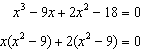 x³ − 9x + 2x² − 18 = 0
x(x² − 9) + 2(x² − 9) = 0